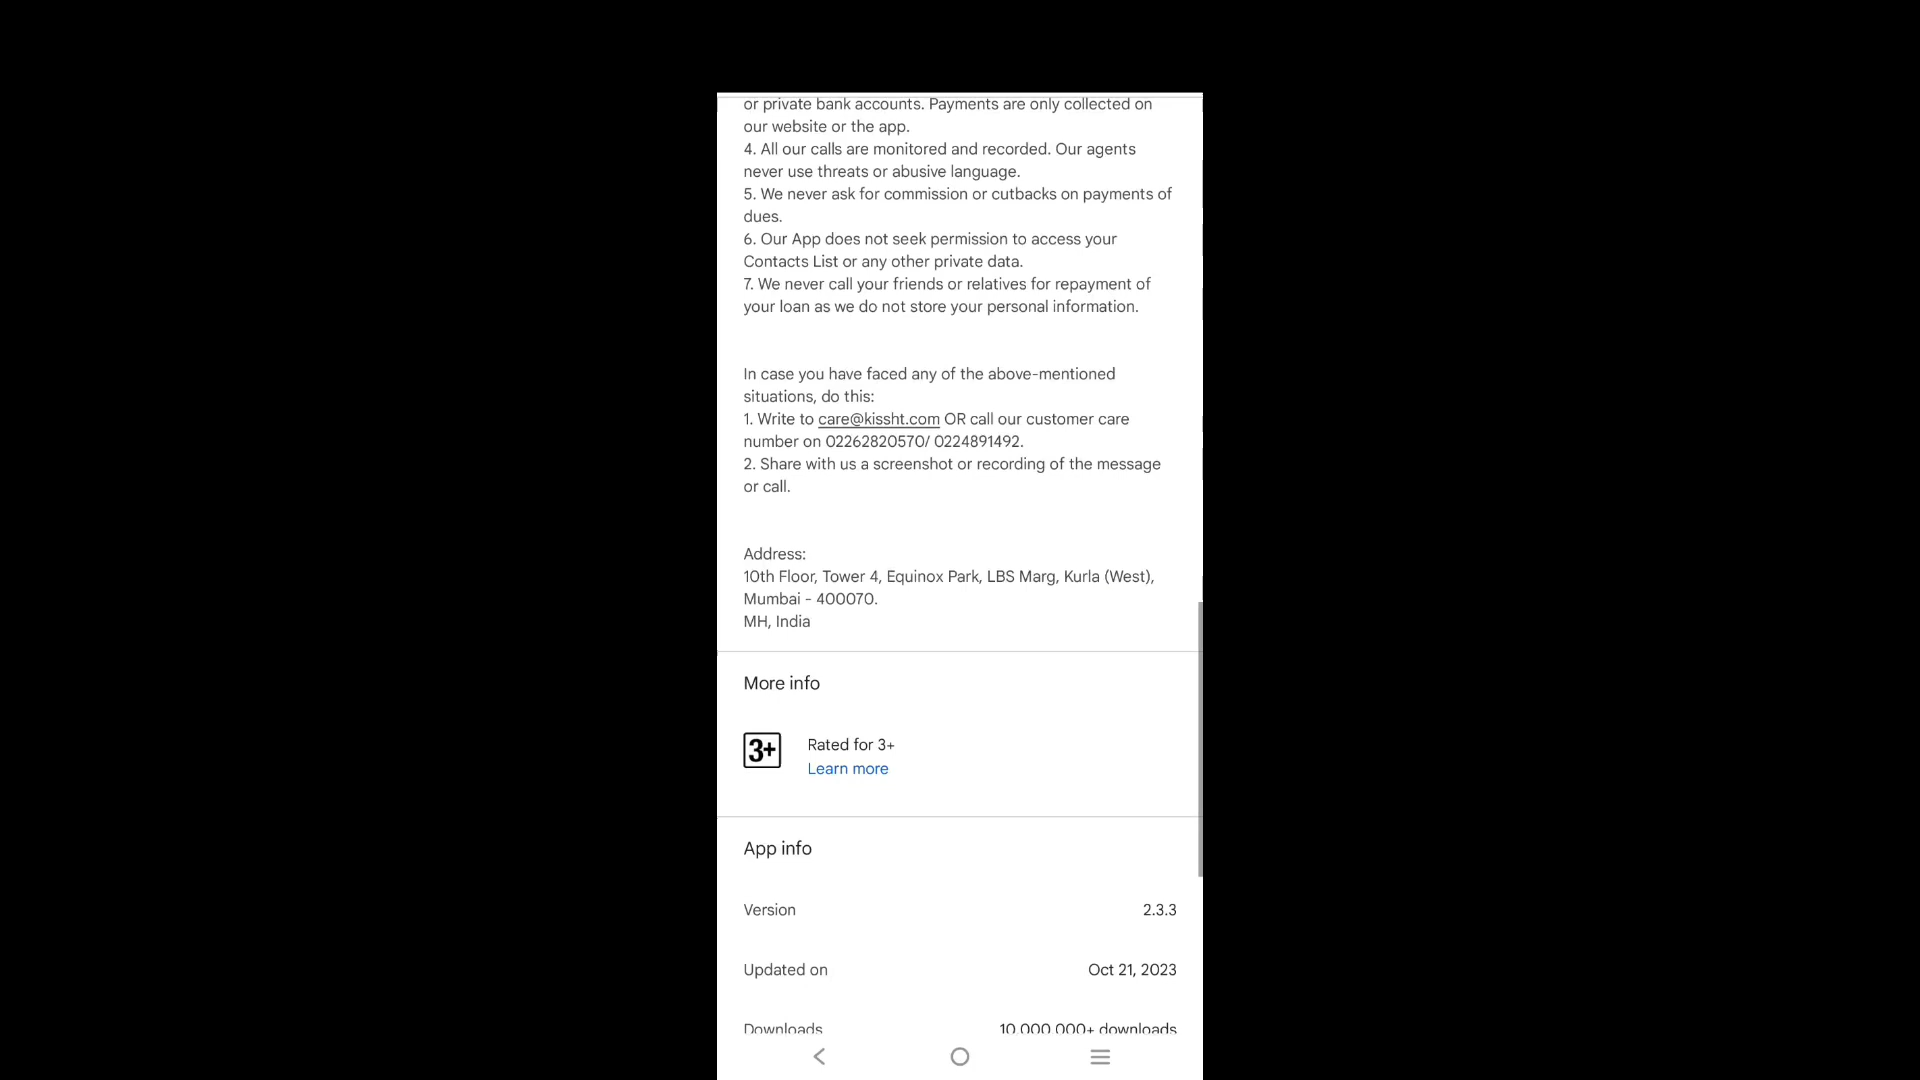 or private bank accounts. Payments are only collected on
our website or the app.
4. All our calls are monitored and recorded. Our agents
never use threats or abusive language.
5. We never ask for commission or cutbacks on payments of
dues.
6. Our App does not seek permission to access your
Contacts List or any other private data.
7. We never call your friends or relatives for repayment of
your loan as we do not store your personal information.
In case you have faced any of the above-mentioned
situations, do this:
1. Write to care@kissht.com OR call our customer care
number on 02262820570/ 0224891492.
2. Share with us a screenshot or recording of the message
or call.
Address:
10th Floor, Tower 4, Equinox Park, LBS Marg, Kurla (West),
Mumbai - 400070.
MH, India
More info
3+
Rated for 3+
Learn more
App info
Version 2.3.3
Updated on Oct 21, 2023
Downloads 10,000,000+ downloads